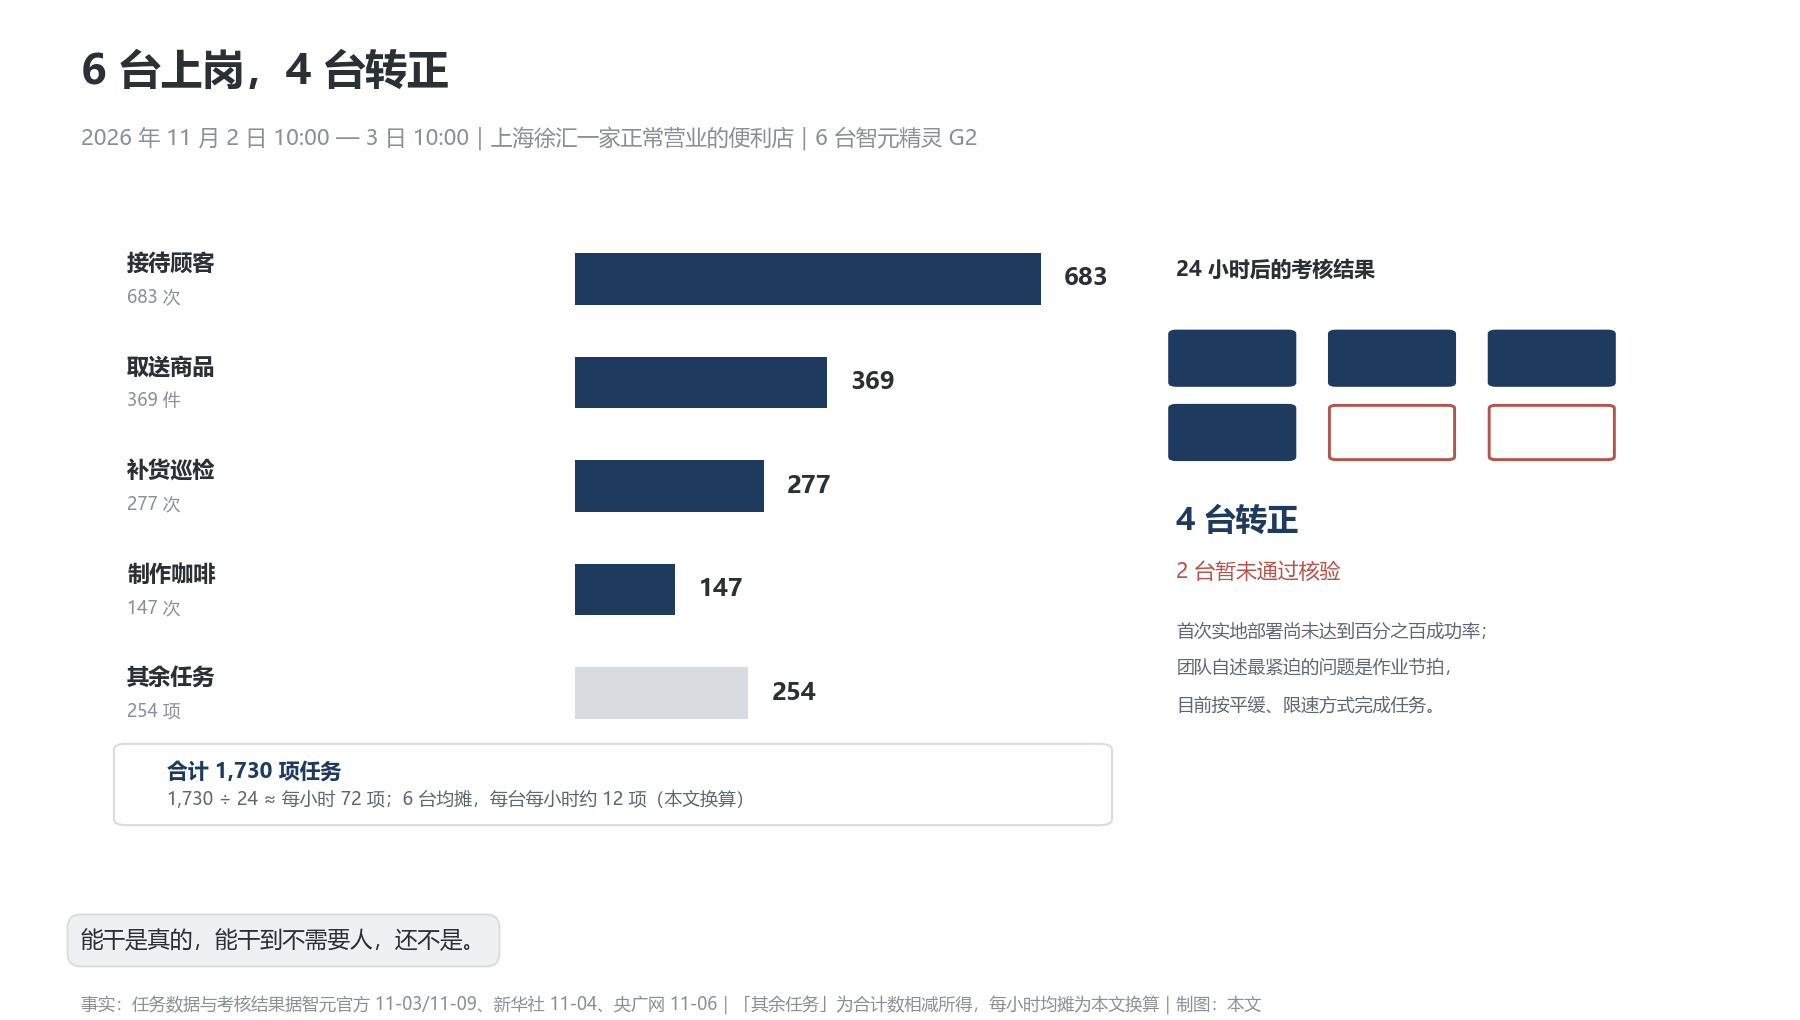 6 台上岗，4 台转正
2026 年 11 月 2 日 10:00 — 3 日 10:00 | 上海徐汇一家正常营业的便利店 | 6 台智元精灵 G2
接待顾客
683 次
683
取送商品
369 件
369
补货巡检
277 次
277
制作咖啡
147 次
147
其余任务
254 项
254
合计 1,730 项任务
1,730 ÷ 24 ≈ 每小时 72 项；6 台均摊，每台每小时约 12 项（本文换算）
24 小时后的考核结果
4 台转正
2 台暂未通过核验
首次实地部署尚未达到百分之百成功率；
团队自述最紧迫的问题是作业节拍，
目前按平缓、限速方式完成任务。
能干是真的，能干到不需要人，还不是。
事实：任务数据与考核结果据智元官方 11-03/11-09、新华社 11-04、央广网 11-06 | 「其余任务」为合计数相减所得，每小时均摊为本文换算 | 制图：本文